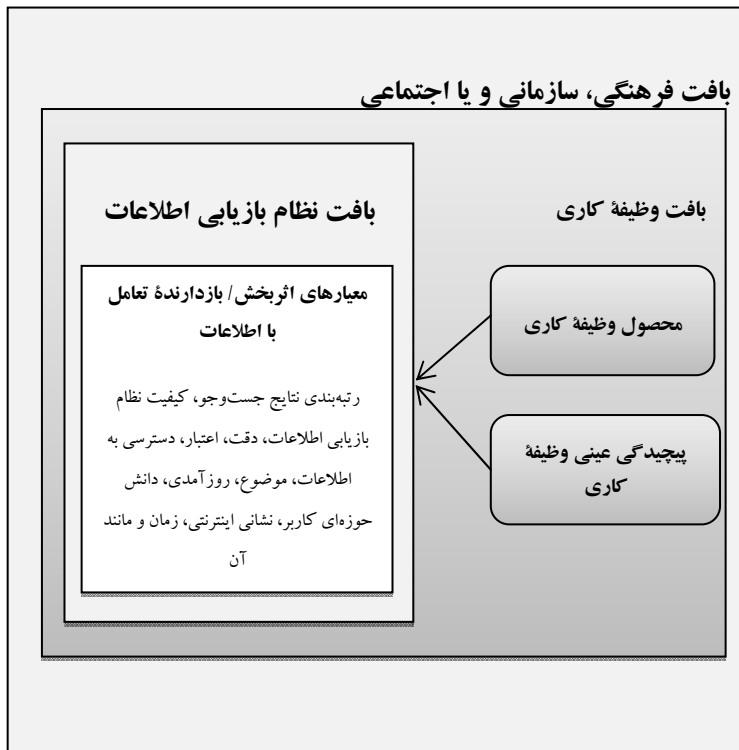 بافت فرهنگی، سازمانی و یا اجتماعی
بافت وظیفهٔ کاری
بافت نظام بازیابی اطلاعات
محصول وظیفهٔ کاری
پیچیدگی عینی وظیفهٔ
کاری
معیارهای اثربخش/ بازدارندهٔ تعامل
با اطلاعات
رتبه‌بندی نتایج جست‌وجو، کیفیت نظام
بازیابی اطلاعات، دقت، اعتبار، دسترسی به
اطلاعات، موضوع، روزآمدی، دانش
حوزه‌ای کاربر، نشانی اینترنتی، زمان و مانند
آن